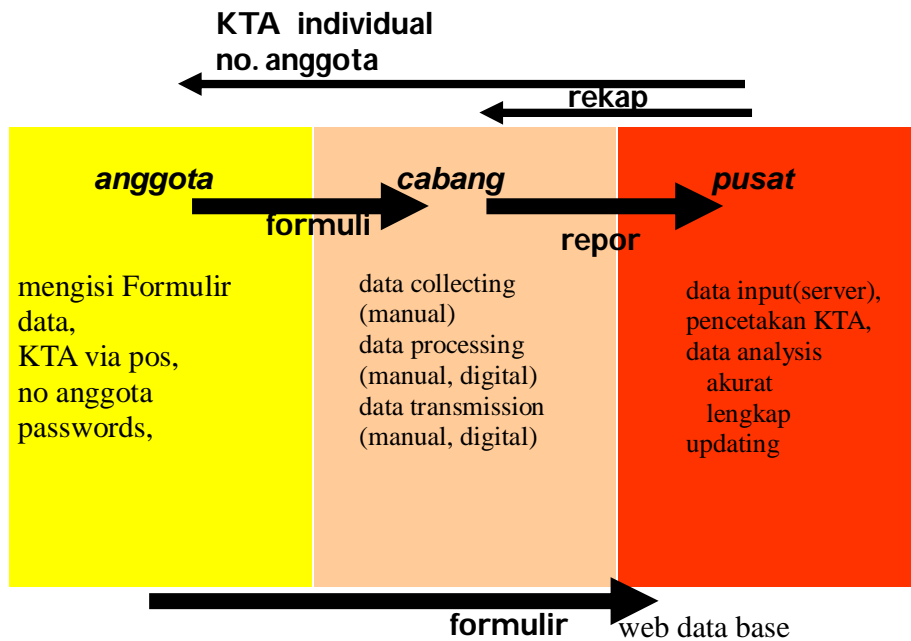 KTA individual
no. anggota
rekap
anggota
cabang
pusat
formuli
repor
mengisi Formulir
data,
KTA via pos,
no anggota
passwords,
data collecting
(manual)
data processing
(manual, digital)
data transmission
(manual, digital)
data input(server),
pencetakan KTA,
data analysis
akurat
lengkap
updating
formulir
web data base